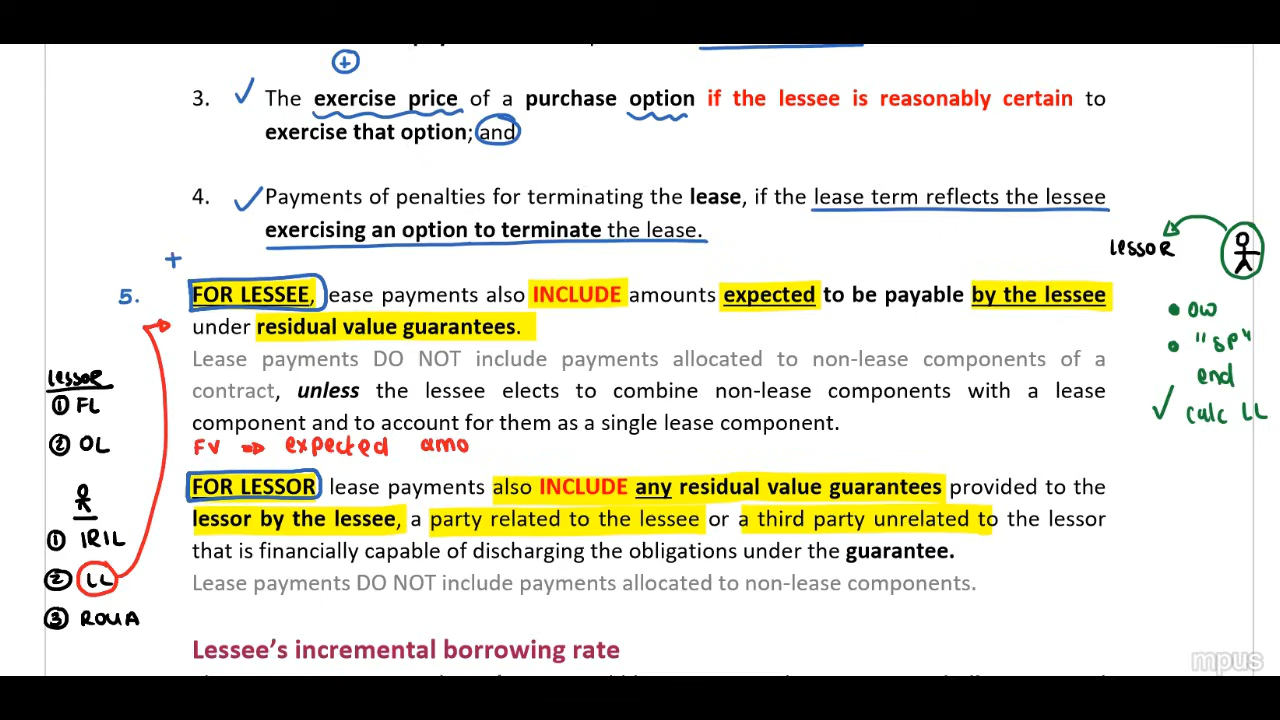 3. ✓ The exercise price of a purchase option if the lessee is reasonably certain to
exercise that option; and
4. ✓ Payments of penalties for terminating the lease, if the lease term reflects the lessee
exercising an option to terminate the lease.
+
5. FOR LESSEE, lease payments also INCLUDE amounts expected to be payable by the lessee
under residual value guarantees.
Lease payments DO NOT include payments allocated to non-lease components of a
contract, unless the lessee elects to combine non-lease components with a lease
component and to account for them as a single lease component.
FV ⇒ expected amo
FOR LESSOR lease payments also INCLUDE any residual value guarantees provided to the
lessor by the lessee, a party related to the lessee or a third party unrelated to the lessor
that is financially capable of discharging the obligations under the guarantee.
Lease payments DO NOT include payments allocated to non-lease components.
Lessee's incremental borrowing rate
lessor
① FL
② OL
① IRIL
② LL
③ ROUA
lessoR
• OW
• "SP"
end
✓ calc LL
mpus